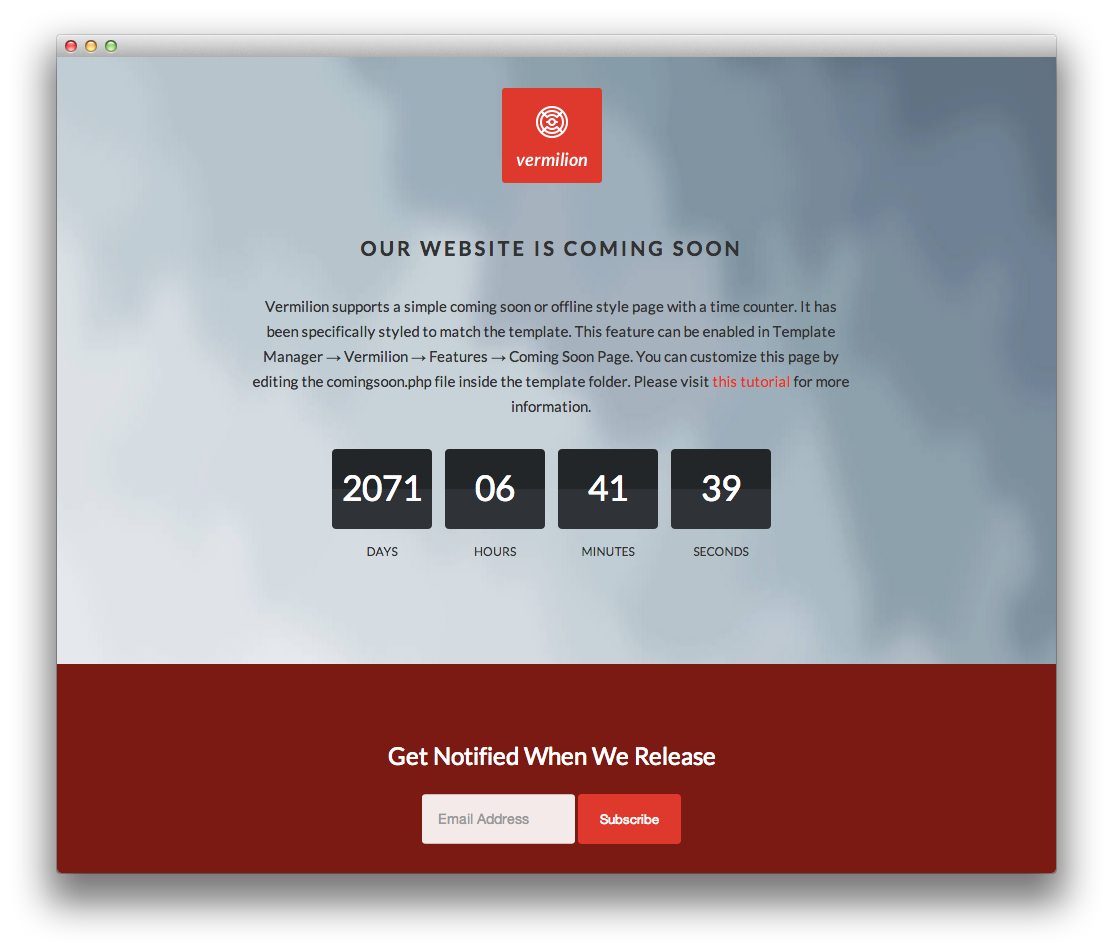 vermilion
OUR WEBSITE IS COMING SOON
Vermilion supports a simple coming soon or offline style page with a time counter. It has
been specifically styled to match the template. This feature can be enabled in Template
Manager → Vermilion → Features → Coming Soon Page. You can customize this page by
editing the comingsoon.php file inside the template folder. Please visit this tutorial for more
information.
2071 06 41 39
DAYS HOURS MINUTES SECONDS
Get Notified When We Release
Email Address Subscribe